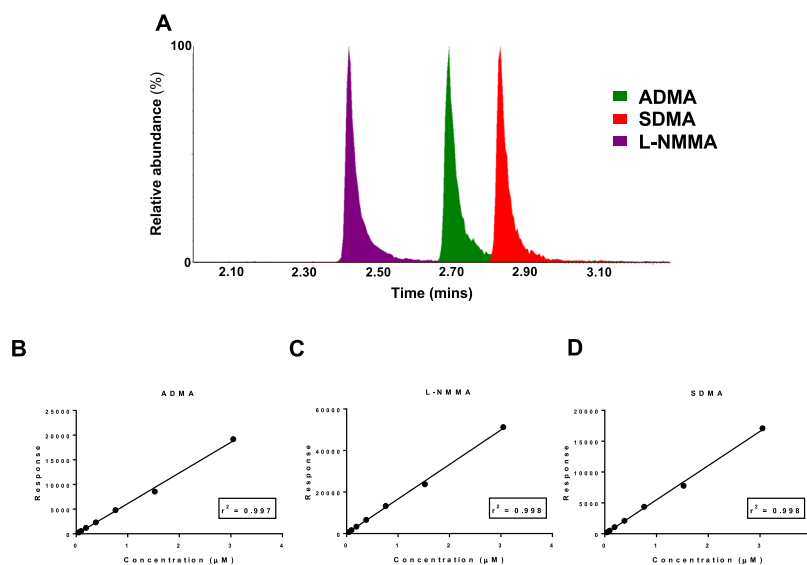 A
100
Relative abundance (%)
0
2.10 2.30 2.50 2.70 2.90 3.10
Time (mins)
ADMA
SDMA
L-NMMA
B
ADMA
25000
20000
15000
10000
5000
0
Response
0 1 2 3 4
Concentration (µM)
r² = 0.997
C
L-NMMA
60000
40000
20000
0
Response
0 1 2 3 4
Concentration (µM)
r² = 0.998
D
SDMA
20000
15000
10000
5000
0
Response
0 1 2 3
Concentration (µM)
r² = 0.998